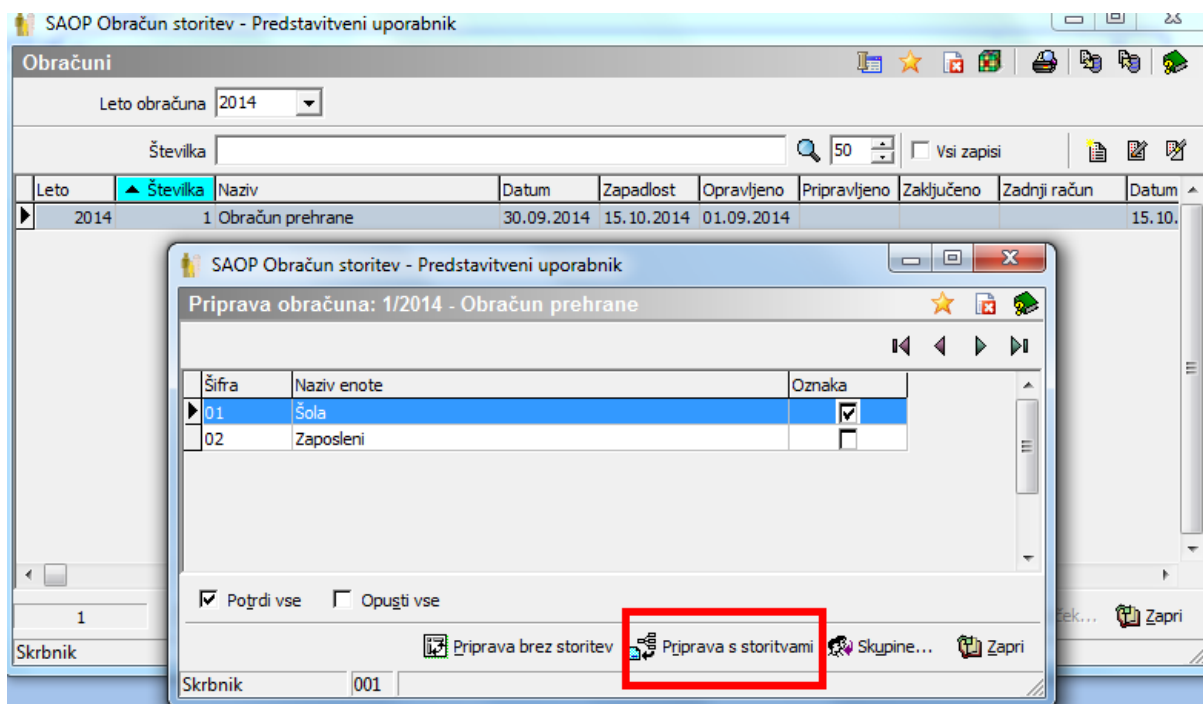 SAOP Obračun storitev - Predstavitveni uporabnik
Obračuni
Leto obračuna 2014
Številka 50 Vsi zapisi
Leto Številka Naziv Datum Zapadlost Opravljeno Pripravljeno Zaključeno Zadnji račun Datum
2014 1 Obračun prehrane 30.09.2014 15.10.2014 01.09.2014 15.10.
SAOP Obračun storitev - Predstavitveni uporabnik
Priprava obračuna: 1/2014 - Obračun prehrane
Šifra Naziv enote Oznaka
01 Šola
02 Zaposleni
Potrdi vse Opusti vse
1 Zapri
Priprava brez storitev Priprava s storitvami Skupine... Zapri
Skrbnik
Skrbnik 001